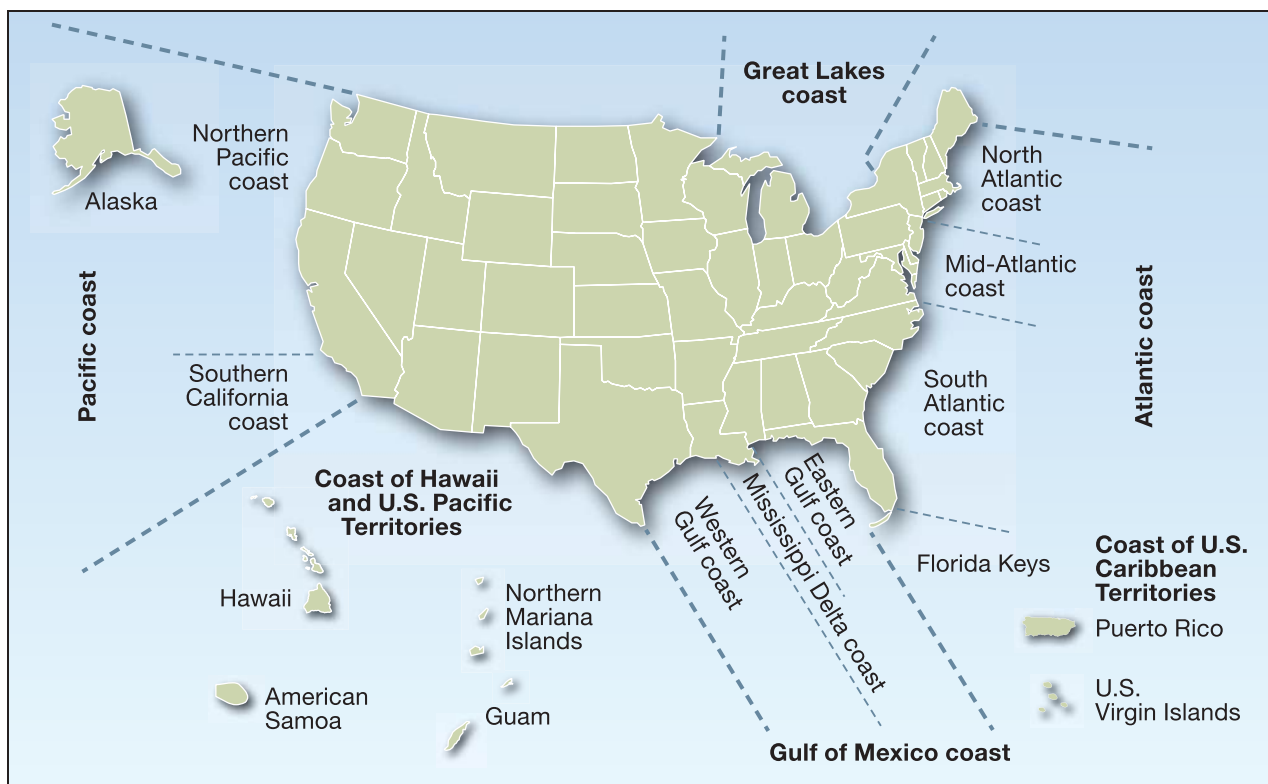 Great Lakes
coast
Northern
Pacific
coast
Alaska
North
Atlantic
coast
Mid-Atlantic
coast
Pacific coast
Atlantic coast
Southern
California
coast
South
Atlantic
coast
Coast of Hawaii
and U.S. Pacific
Territories
Western
Gulf coast
Mississippi Delta coast
Eastern
Gulf coast
Florida Keys
Coast of U.S.
Caribbean
Territories
Hawaii
Northern
Mariana
Islands
Puerto Rico
American
Samoa
Guam
U.S.
Virgin Islands
Gulf of Mexico coast